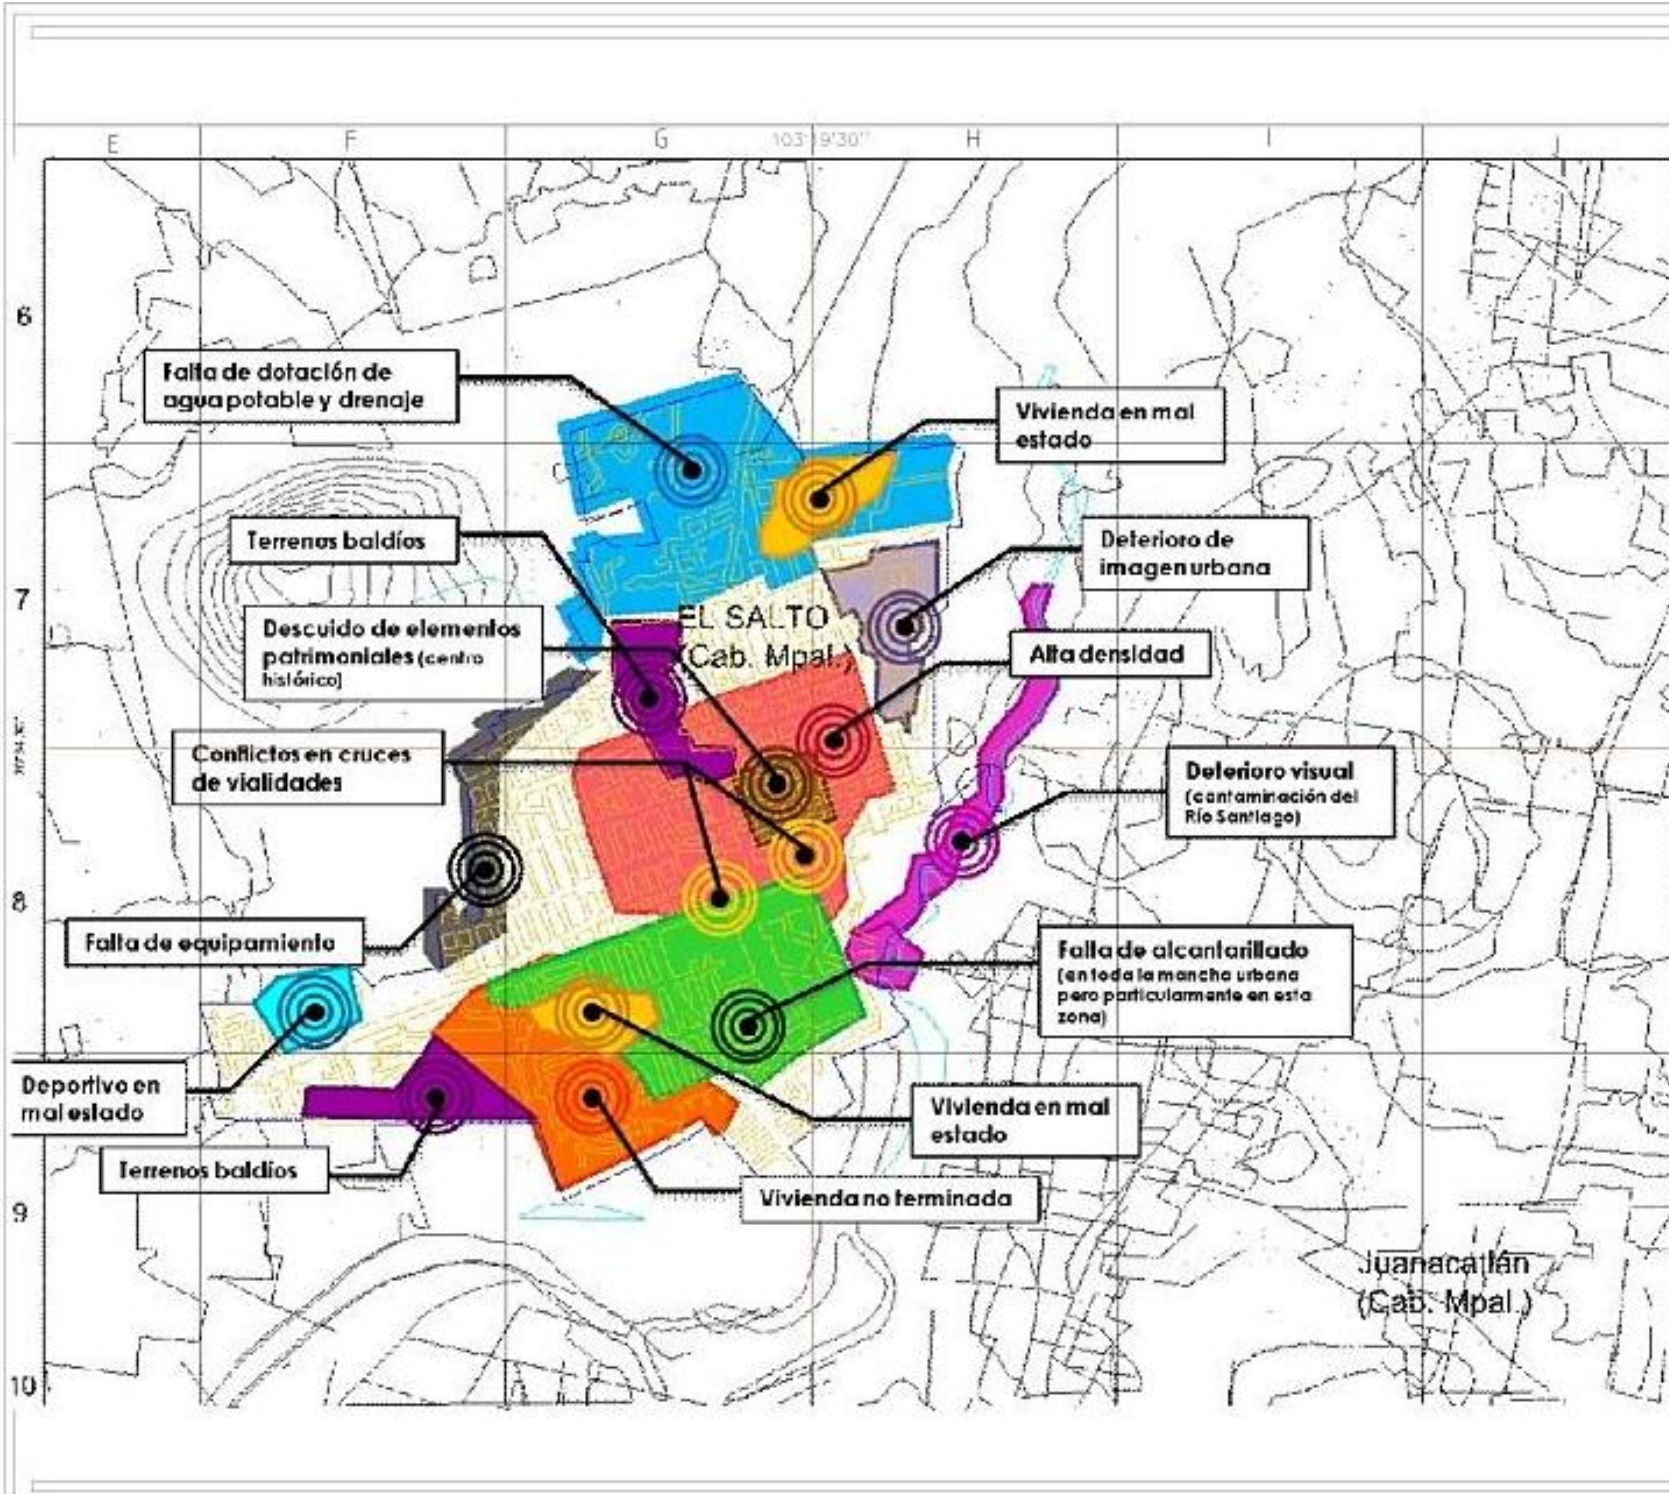 E F G 103°19'30'' H I J
6
Falta de dotación de
agua potable y drenaje
Vivienda en mal
estado
Terrenos baldíos
Deterioro de
imagen urbana
7
Descuido de elementos
patrimoniales (centro
histórico)
EL SALTO
(Cab. Mpal.)
Alta densidad
Conflictos en cruces
de vialidades
Deterioro visual
(contaminación del
Río Santiago)
8
Falta de equipamiento
Falta de alcantarillado
(en toda la mancha urbana
pero particularmente en esta
zona)
Deportivo en
mal estado
Vivienda en mal
estado
Terrenos baldíos
Vivienda no terminada
9
Juanacatlán
(Cab. Mpal.)
10